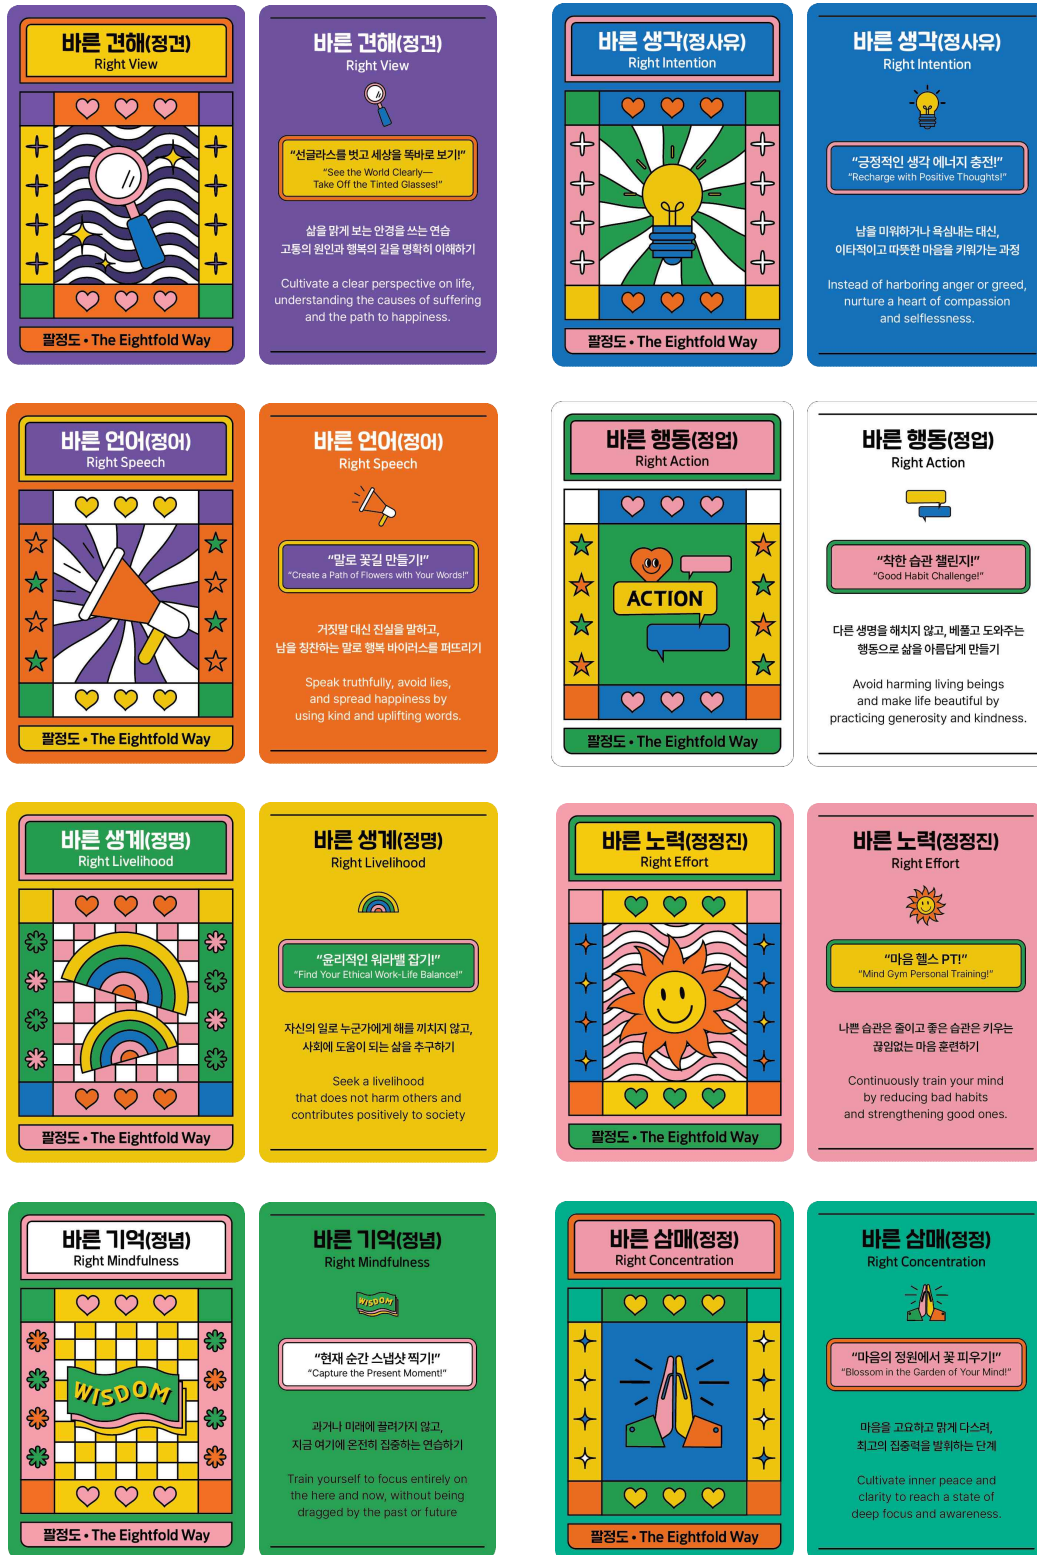 바른 견해(정견)
Right View
팔정도 • The Eightfold Way
바른 견해(정견)
Right View
“선글라스를 벗고 세상을 똑바로 보기!”
“See the World Clearly—
Take Off the Tinted Glasses!”
삶을 맑게 보는 안경을 쓰는 연습
고통의 원인과 행복의 길을 명확히 이해하기
Cultivate a clear perspective on life,
understanding the causes of suffering
and the path to happiness.
바른 생각(정사유)
Right Intention
팔정도 • The Eightfold Way
바른 생각(정사유)
Right Intention
“긍정적인 생각 에너지 충전!”
“Recharge with Positive Thoughts!”
남을 미워하거나 욕심내는 대신,
이타적이고 따뜻한 마음을 키워가는 과정
Instead of harboring anger or greed,
nurture a heart of compassion
and selflessness.
바른 언어(정어)
Right Speech
팔정도 • The Eightfold Way
바른 언어(정어)
Right Speech
“말로 꽃길 만들기!”
“Create a Path of Flowers with Your Words!”
거짓말 대신 진실을 말하고,
남을 칭찬하는 말로 행복 바이러스를 퍼뜨리기
Speak truthfully, avoid lies,
and spread happiness by
using kind and uplifting words.
바른 행동(정업)
Right Action
ACTION
팔정도 • The Eightfold Way
바른 행동(정업)
Right Action
“착한 습관 챌린지!”
“Good Habit Challenge!”
다른 생명을 해치지 않고, 베풀고 도와주는
행동으로 삶을 아름답게 만들기
Avoid harming living beings
and make life beautiful by
practicing generosity and kindness.
바른 생계(정명)
Right Livelihood
팔정도 • The Eightfold Way
바른 생계(정명)
Right Livelihood
“윤리적인 워라밸 잡기!”
“Find Your Ethical Work-Life Balance!”
자신의 일로 누군가에게 해를 끼치지 않고,
사회에 도움이 되는 삶을 추구하기
Seek a livelihood
that does not harm others and
contributes positively to society
바른 노력(정정진)
Right Effort
팔정도 • The Eightfold Way
바른 노력(정정진)
Right Effort
“마음 헬스 PT!”
“Mind Gym Personal Training!”
나쁜 습관은 줄이고 좋은 습관은 키우는
끊임없는 마음 훈련하기
Continuously train your mind
by reducing bad habits
and strengthening good ones.
바른 기억(정념)
Right Mindfulness
WISDOM
팔정도 • The Eightfold Way
바른 기억(정념)
Right Mindfulness
WISDOM
“현재 순간 스냅샷 찍기!”
“Capture the Present Moment!”
과거나 미래에 끌려가지 않고,
지금 여기에 온전히 집중하는 연습하기
Train yourself to focus entirely on
the here and now, without being
dragged by the past or future
바른 삼매(정정)
Right Concentration
팔정도 • The Eightfold Way
바른 삼매(정정)
Right Concentration
“마음의 정원에서 꽃 피우기!”
“Blossom in the Garden of Your Mind!”
마음을 고요하고 맑게 다스려,
최고의 집중력을 발휘하는 단계
Cultivate inner peace and
clarity to reach a state of
deep focus and awareness.